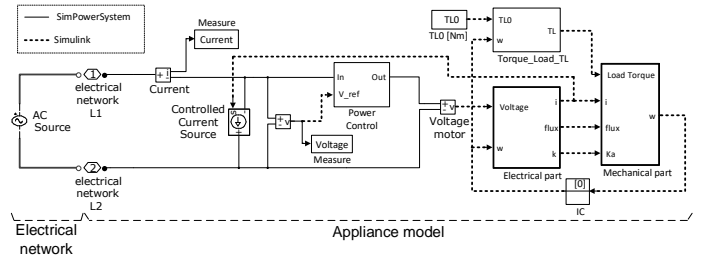 SimPowerSystem
Simulink
Measure
Current
TL0
TL0 [Nm]
TL0
TL
w
Torque_Load_TL
1
electrical
network
L1
+
i
-
Current
AC
Source
Controlled
Current
Source
s
+
-
v
In
Out
V_ref
Power
Control
Voltage
Measure
+
-
v
Voltage
motor
Voltage
i
flux
w
k
Electrical part
Load Torque
i
w
flux
Ka
Mechanical part
[0]
IC
2
electrical
network
L2
Electrical
network
Appliance model